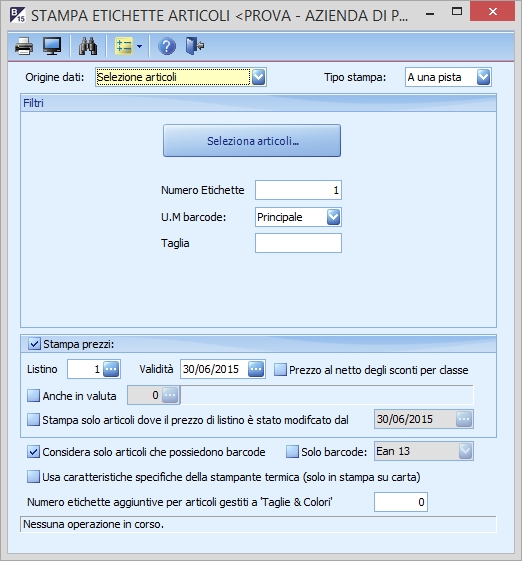 B 15 STAMPA ETICHETTE ARTICOLI <PROVA - AZIENDA DI P...
Origine dati: Selezione articoli Tipo stampa: A una pista
Filtri
Seleziona articoli...
Numero Etichette 1
U.M barcode: Principale
Taglia
Stampa prezzi:
Listino 1 Validità 30/06/2015 Prezzo al netto degli sconti per classe
Anche in valuta 0
Stampa solo articoli dove il prezzo di listino è stato modifcato dal 30/06/2015
Considera solo articoli che possiedono barcode Solo barcode: Ean 13
Usa caratteristiche specifiche della stampante termica (solo in stampa su carta)
Numero etichette aggiuntive per articoli gestiti a 'Taglie & Colori' 0
Nessuna operazione in corso.